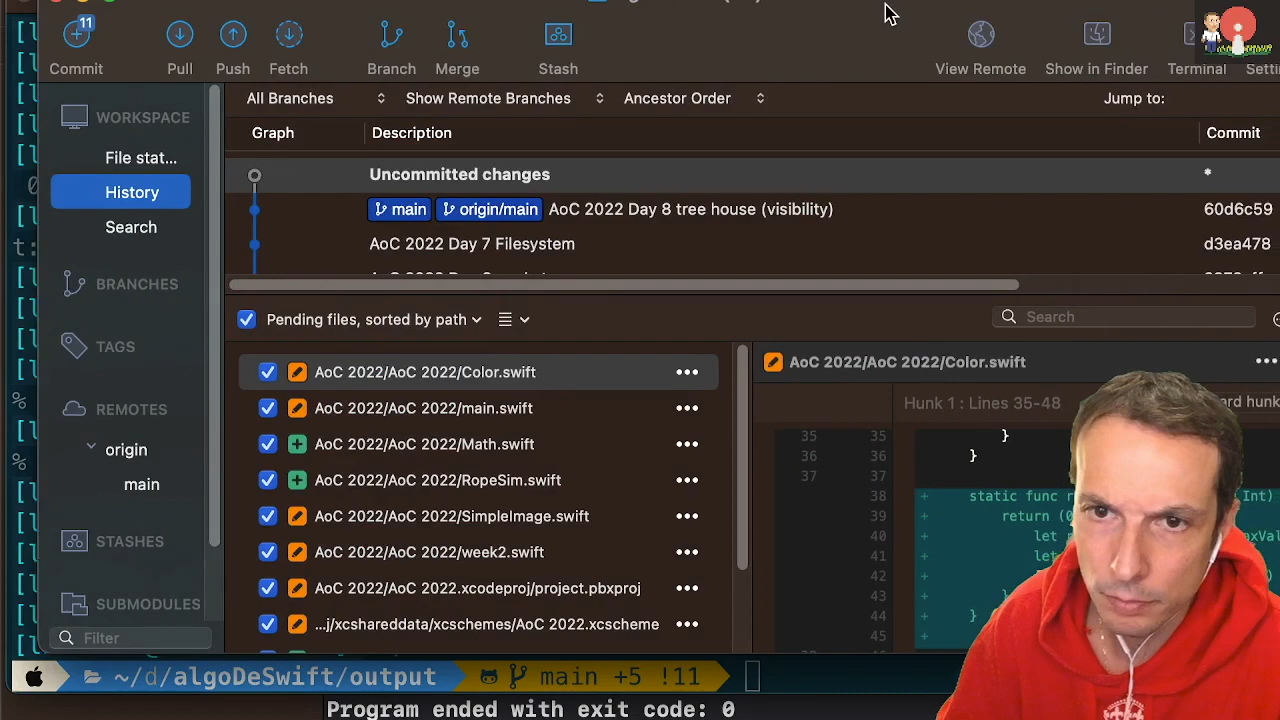 11
Commit
Pull
Push
Fetch
Branch
Merge
Stash
View Remote
Show in Finder
Terminal
All Branches
Show Remote Branches
Ancestor Order
Jump to:
Graph
Description
Commit
WORKSPACE
File stat...
History
Search
BRANCHES
TAGS
REMOTES
origin
main
STASHES
SUBMODULES
Filter
Uncommitted changes *
main origin/main AoC 2022 Day 8 tree house (visibility) 60d6c59
AoC 2022 Day 7 Filesystem d3ea478
Pending files, sorted by path
Search
AoC 2022/AoC 2022/Color.swift •••
AoC 2022/AoC 2022/main.swift •••
AoC 2022/AoC 2022/Math.swift •••
AoC 2022/AoC 2022/RopeSim.swift •••
AoC 2022/AoC 2022/SimpleImage.swift •••
AoC 2022/AoC 2022/week2.swift •••
AoC 2022/AoC 2022.xcodeproj/project.pbxproj •••
...j/xcshareddata/xcschemes/AoC 2022.xcscheme •••
AoC 2022/AoC 2022/Color.swift •••
Hunk 1 : Lines 35-48
35 35 }
36 36 }
37 37
38 + static func
39 + return (0
40 + let
41 + let
42 +
43 +
44 + }
45 +
~/d/algoDeSwift/output main +5 !11
Program ended with exit code: 0